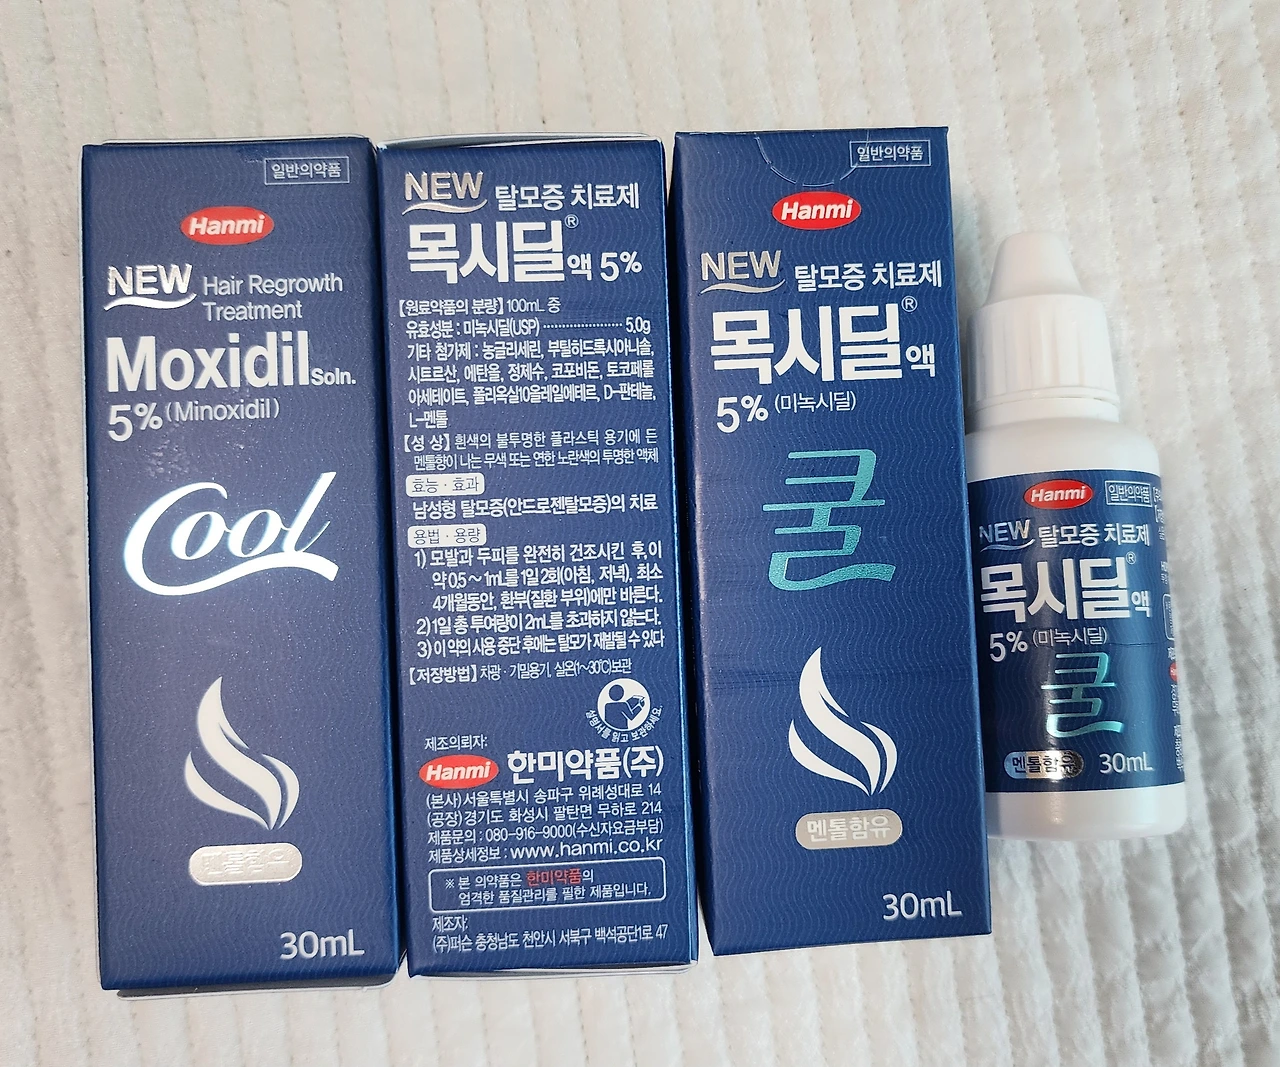 일반의약품
Hanmi
NEW Hair Regrowth
Treatment
Moxidil Soln.
5% (Minoxidil)
Cool
멘톨함유
30mL
NEW 탈모증 치료제
목시딜® 액 5%
【원료약품의 분량】 100mL 중
유효성분 : 미녹시딜(USP) ························ 5.0g
기타 첨가제 : 농글리세린, 부틸히드록시아니솔,
시트르산, 에탄올, 정제수, 코포비돈, 토코페롤
아세테이트, 폴리옥실10올레일에테르, D-판테놀,
L-멘톨
【성 상】 흰색의 불투명한 플라스틱 용기에 든
멘톨향이 나는 무색 또는 연한 노란색의 투명한 액체
효능 · 효과
남성형 탈모증(안드로젠탈모증)의 치료
용법 · 용량
1) 모발과 두피를 완전히 건조시킨 후,이
약 0.5 ~ 1mL를 1일 2회(아침, 저녁), 최소
4개월동안, 환부(질환 부위)에만 바른다.
2) 1일 총 투여량이 2mL를 초과하지 않는다.
3) 이 약의 사용 중단 후에는 탈모가 재발될 수 있다
【저장방법】 차광 · 기밀용기, 실온(1~30℃)보관
설명서를 읽고 보관하세요.
제조의뢰자:
Hanmi 한미약품(주)
(본사)서울특별시 송파구 위례성대로 14
(공장)경기도 화성시 팔탄면 무하로 214
제품문의 : 080-916-9000(수신자요금부담)
제품상세정보 : www.hanmi.co.kr
※ 본 의약품은 한미약품의
엄격한 품질관리를 필한 제품입니다.
제조자:
(주)퍼슨 충청남도 천안시 서북구 백석공단1로 47
일반의약품
Hanmi
NEW 탈모증 치료제
목시딜® 액
5% (미녹시딜)
쿨
멘톨함유
30mL
Hanmi 일반의약품
NEW 탈모증 치료제
목시딜® 액
5% (미녹시딜)
쿨
멘톨함유 30mL